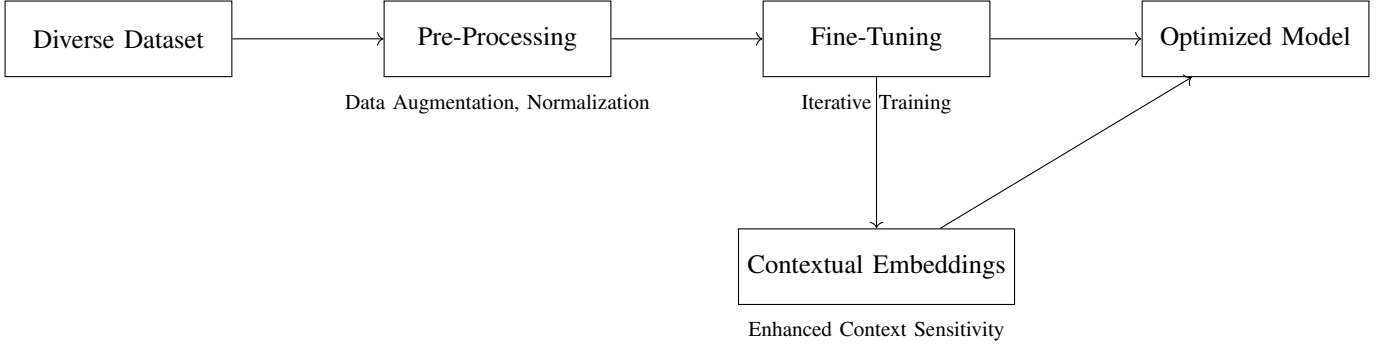 Diverse Dataset
Pre-Processing
Fine-Tuning
Optimized Model
Data Augmentation, Normalization
Iterative Training
Contextual Embeddings
Enhanced Context Sensitivity